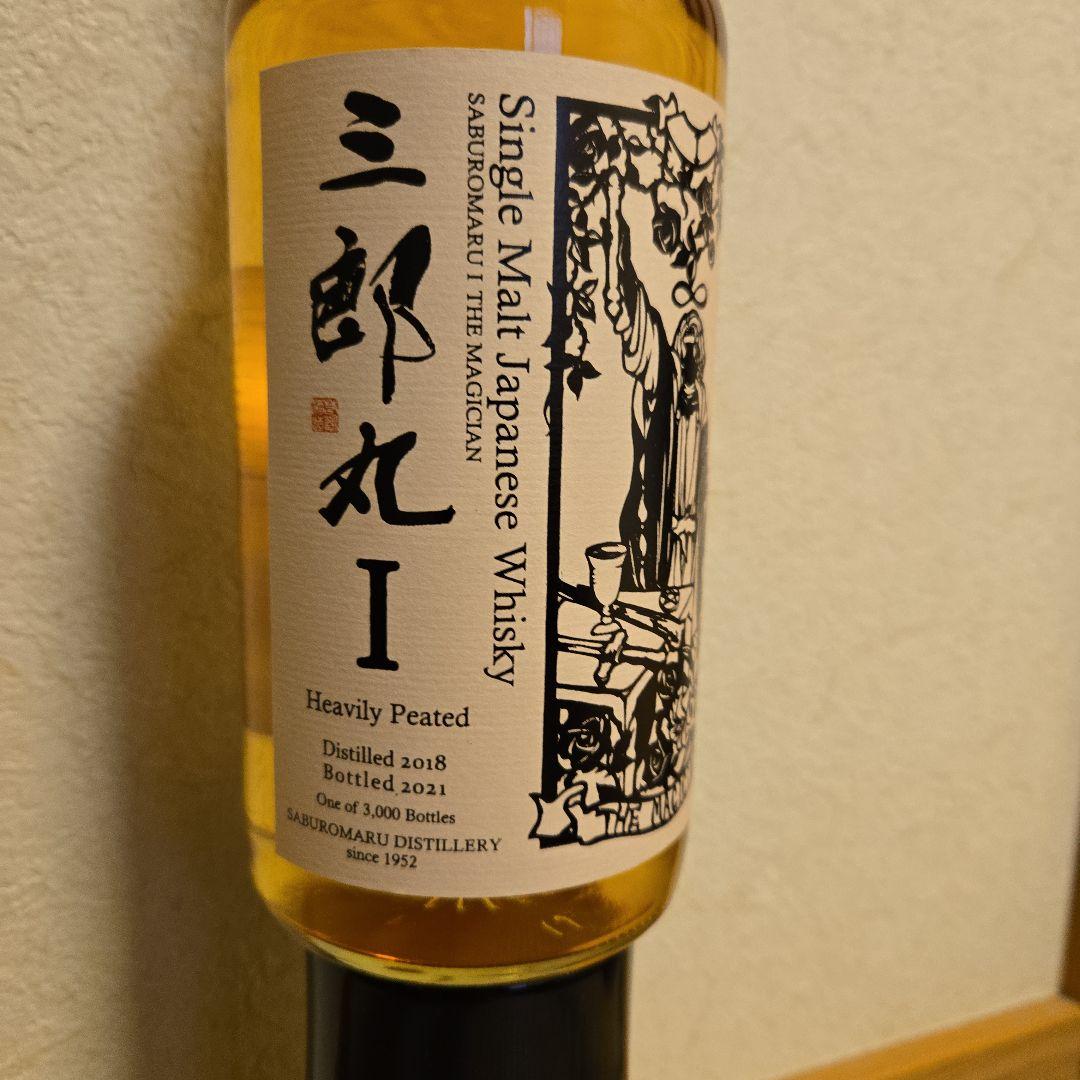 三郎丸 I
Single Malt Japanese Whisky
SABUROMARU I THE MAGICIAN
Heavily Peated
Distilled 2018
Bottled 2021
One of 3,000 Bottles
SABUROMARU DISTILLERY
since 1952
THE